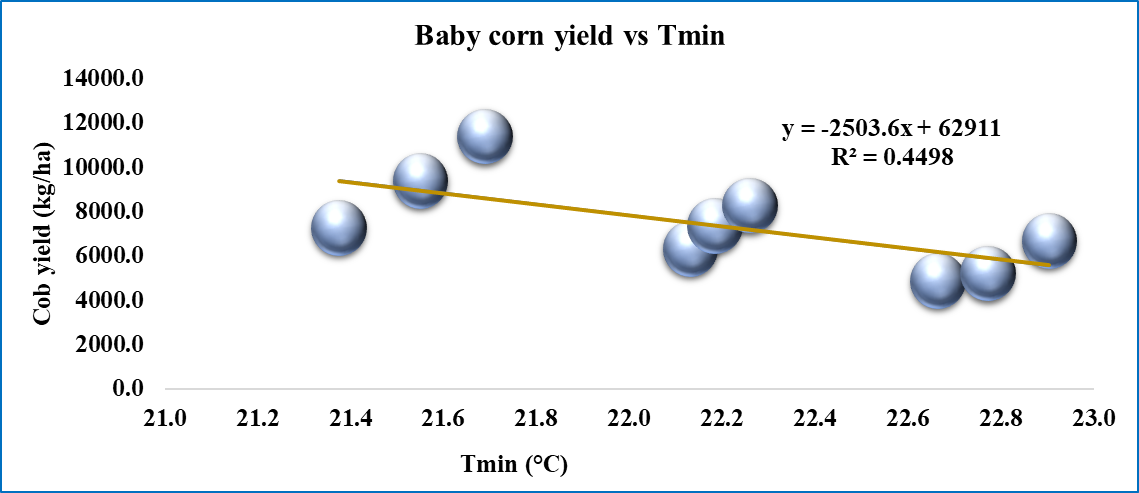 Baby corn yield vs Tmin
14000.0
12000.0
10000.0
8000.0
6000.0
4000.0
2000.0
0.0
Cob yield (kg/ha)
y = -2503.6x + 62911
R² = 0.4498
21.0 21.2 21.4 21.6 21.8 22.0 22.2 22.4 22.6 22.8 23.0
Tmin (°C)